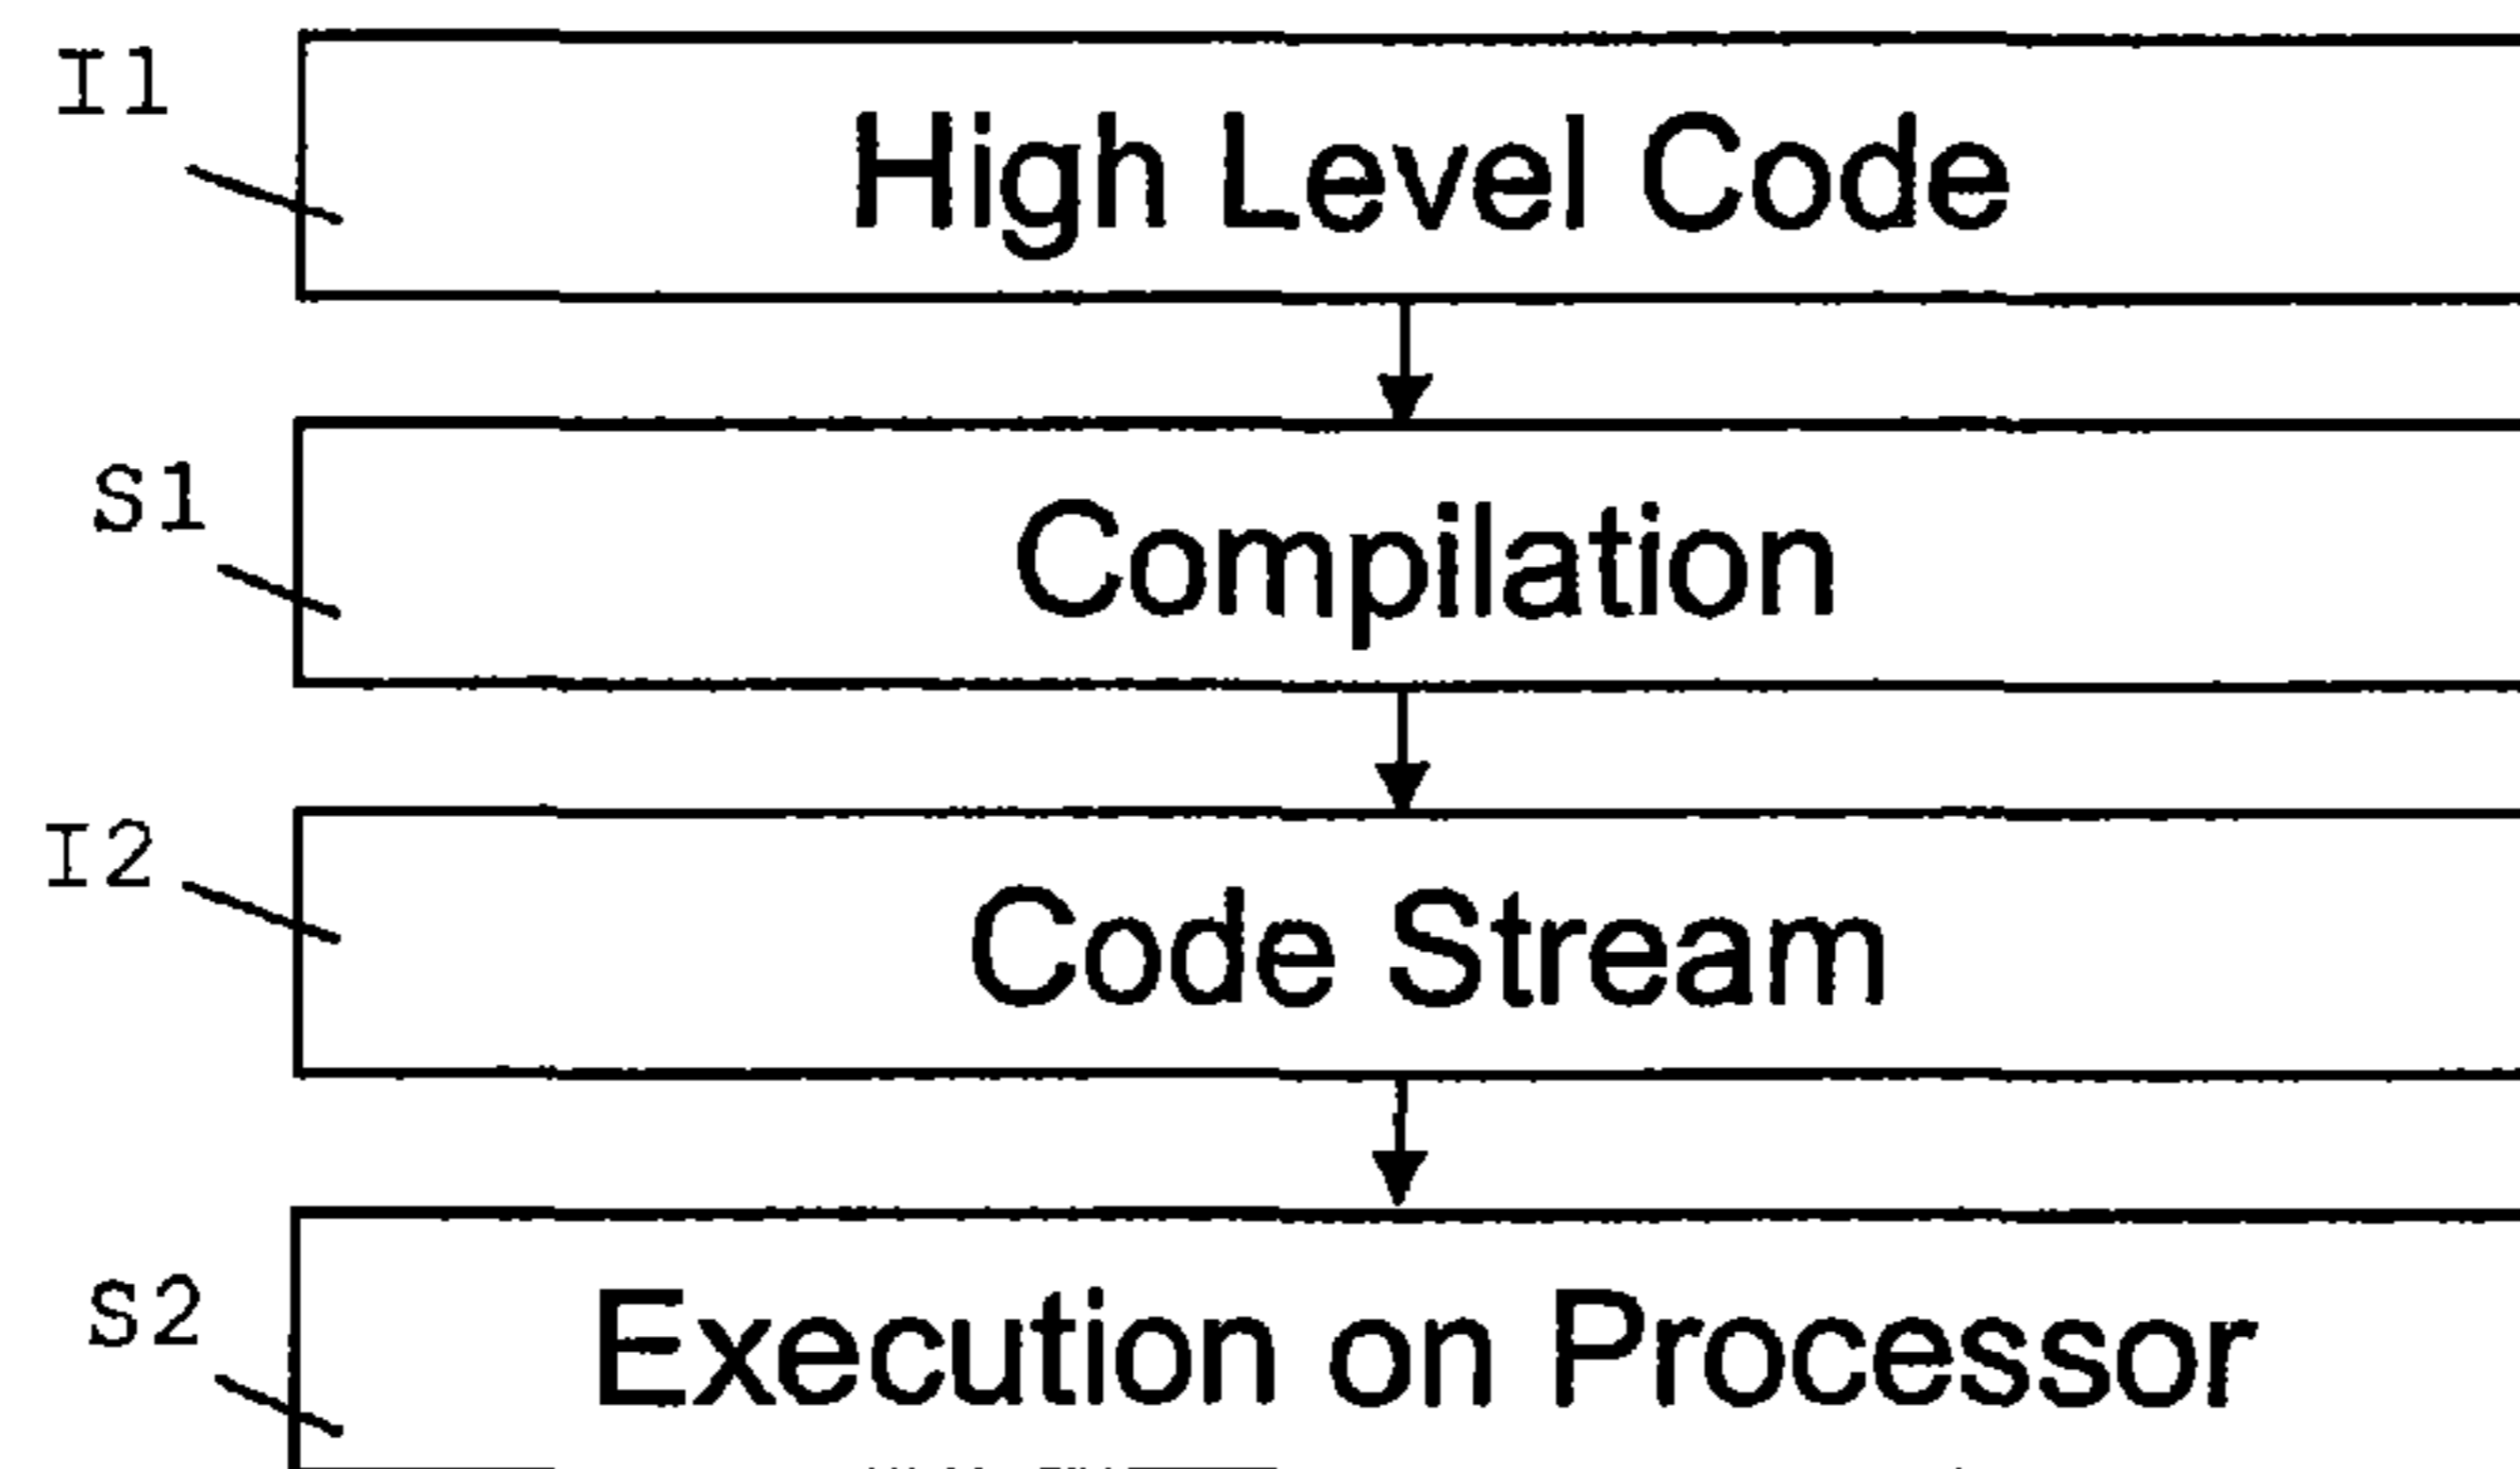 I1
High Level Code
S1
Compilation
I2
Code Stream
S2
Execution on Processor